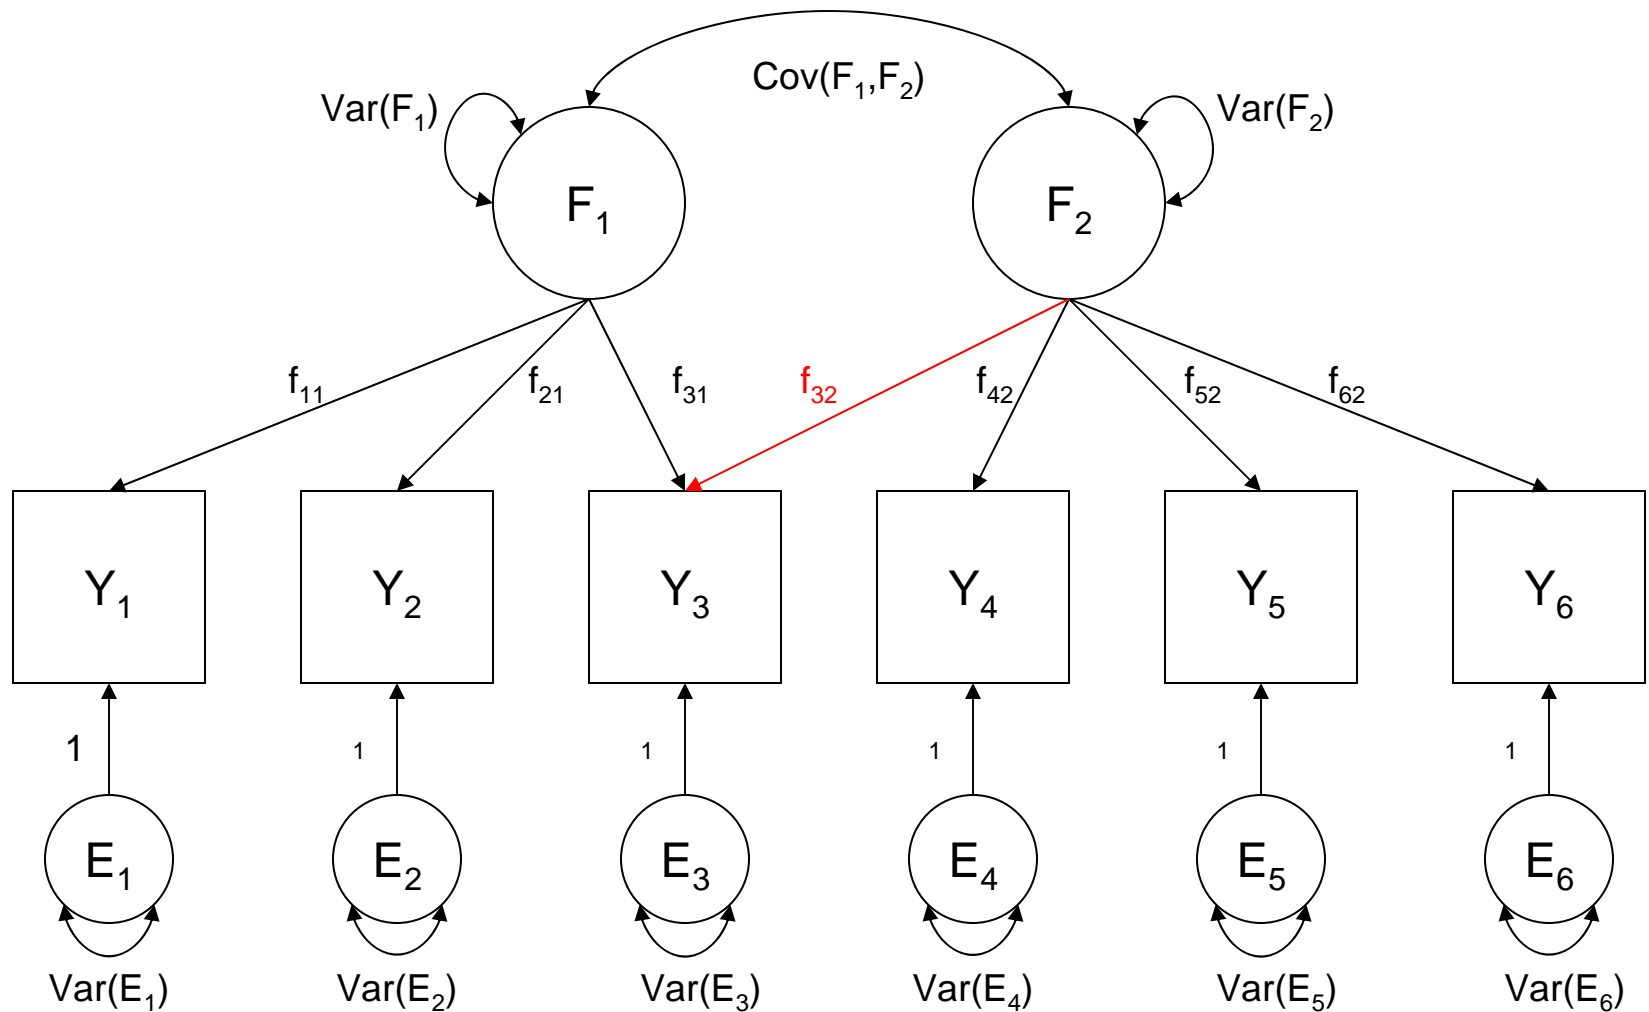 Cov(F₁,F₂)
Var(F₁)
Var(F₂)
F₁
F₂
f₁₁
f₂₁
f₃₁
f₃₂
f₄₂
f₅₂
f₆₂
Y₁
Y₂
Y₃
Y₄
Y₅
Y₆
1
1
1
1
1
1
E₁
E₂
E₃
E₄
E₅
E₆
Var(E₁)
Var(E₂)
Var(E₃)
Var(E₄)
Var(E₅)
Var(E₆)